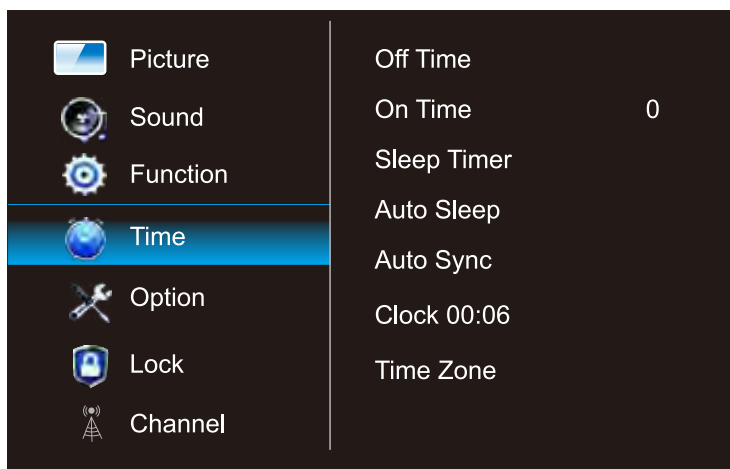 Picture
Sound
Function
Time
Option
Lock
Channel
Off Time
On Time 0
Sleep Timer
Auto Sleep
Auto Sync
Clock 00:06
Time Zone